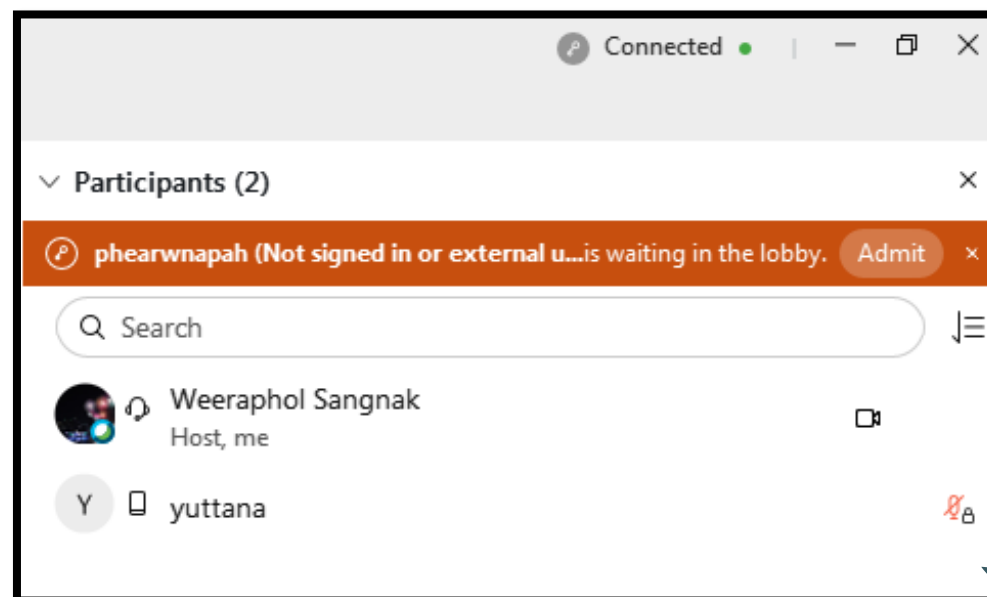 Connected
Participants (2)
phearwnapah (Not signed in or external u...is waiting in the lobby. Admit
Search
Weeraphol Sangnak
Host, me
Y yuttana